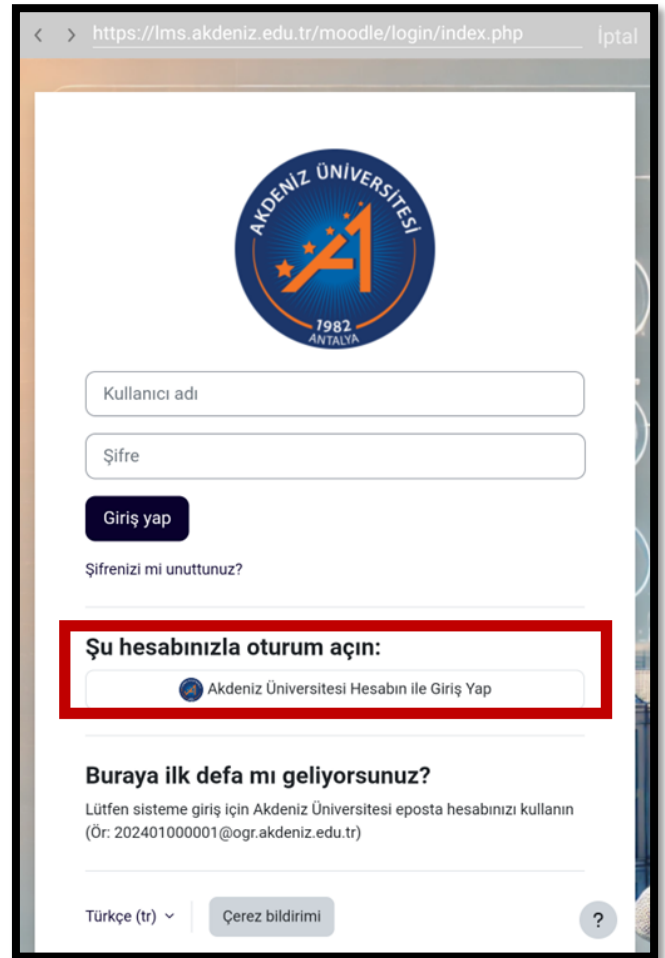 https://lms.akdeniz.edu.tr/moodle/login/index.php İptal
AKDENİZ ÜNİVERSİTESİ
1982
ANTALYA
Kullanıcı adı
Şifre
Giriş yap
Şifrenizi mi unuttunuz?
Şu hesabınızla oturum açın:
Akdeniz Üniversitesi Hesabın ile Giriş Yap
Buraya ilk defa mı geliyorsunuz?
Lütfen sisteme giriş için Akdeniz Üniversitesi eposta hesabınızı kullanın
(Ör: 202401000001@ogr.akdeniz.edu.tr)
Türkçe (tr)
Çerez bildirimi
?